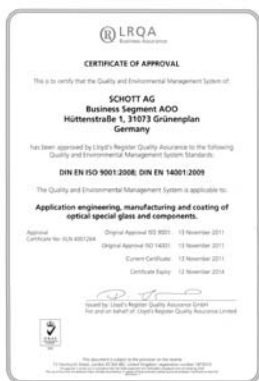 LRQA
Business Assurance
CERTIFICATE OF APPROVAL
This is to certify that the Quality and Environmental Management System of:
SCHOTT AG
Business Segment AOO
Hüttenstraße 1, 31073 Grünenplan
Germany
has been approved by Lloyd's Register Quality Assurance to the following
Quality and Environmental Management System Standards:
DIN EN ISO 9001:2008; DIN EN 14001:2009
The Quality and Environmental Management System is applicable to:
Application engineering, manufacturing and coating of
optical special glass and components.
Approval
Certificate No:
Original Approval ISO 9001: 13 November 2011
Original Approval ISO 14001: 13 November 2011
Current Certificate: 13 November 2011
Certificate Expiry: 12 November 2014
Issued by: Lloyd's Register Quality Assurance GmbH
For and on behalf of: Lloyd's Register Quality Assurance Limited